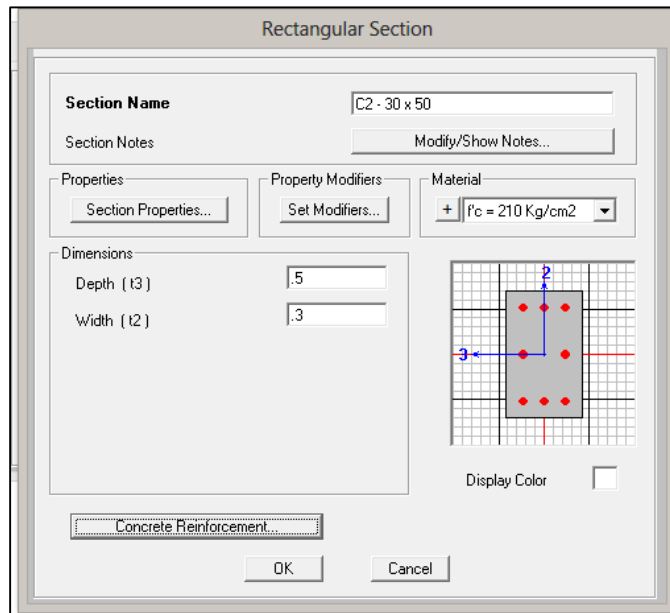 Rectangular Section
Section Name
C2 - 30 x 50
Section Notes
Modify/Show Notes...
Properties
Section Properties...
Property Modifiers
Set Modifiers...
Material
+
f'c = 210 Kg/cm2
Dimensions
Depth ( t3 )
.5
Width ( t2 )
.3
2
3
Display Color
Concrete Reinforcement...
OK
Cancel